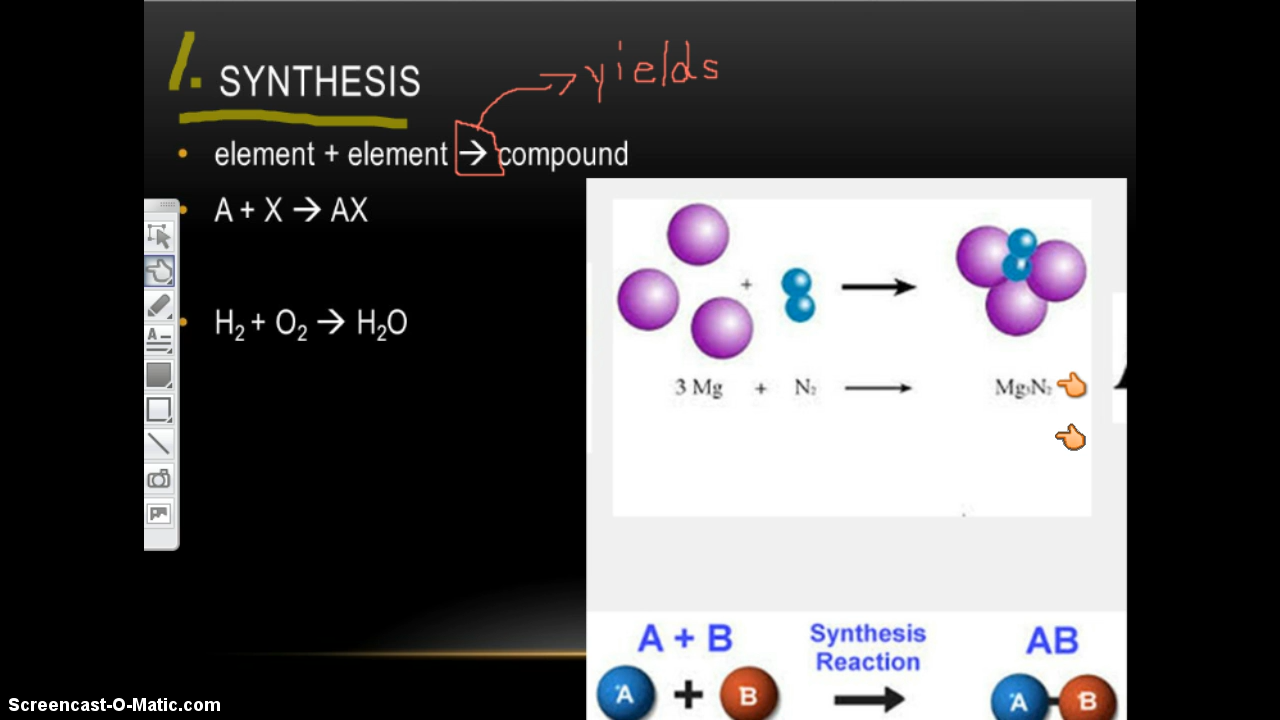 1. SYNTHESIS
yields
• element + element → compound
• A + X → AX
• H₂ + O₂ → H₂O
+
3 Mg + N₂ → Mg₃N₂
A + B Synthesis Reaction AB
A + B → A B
A
Screencast-O-Matic.com